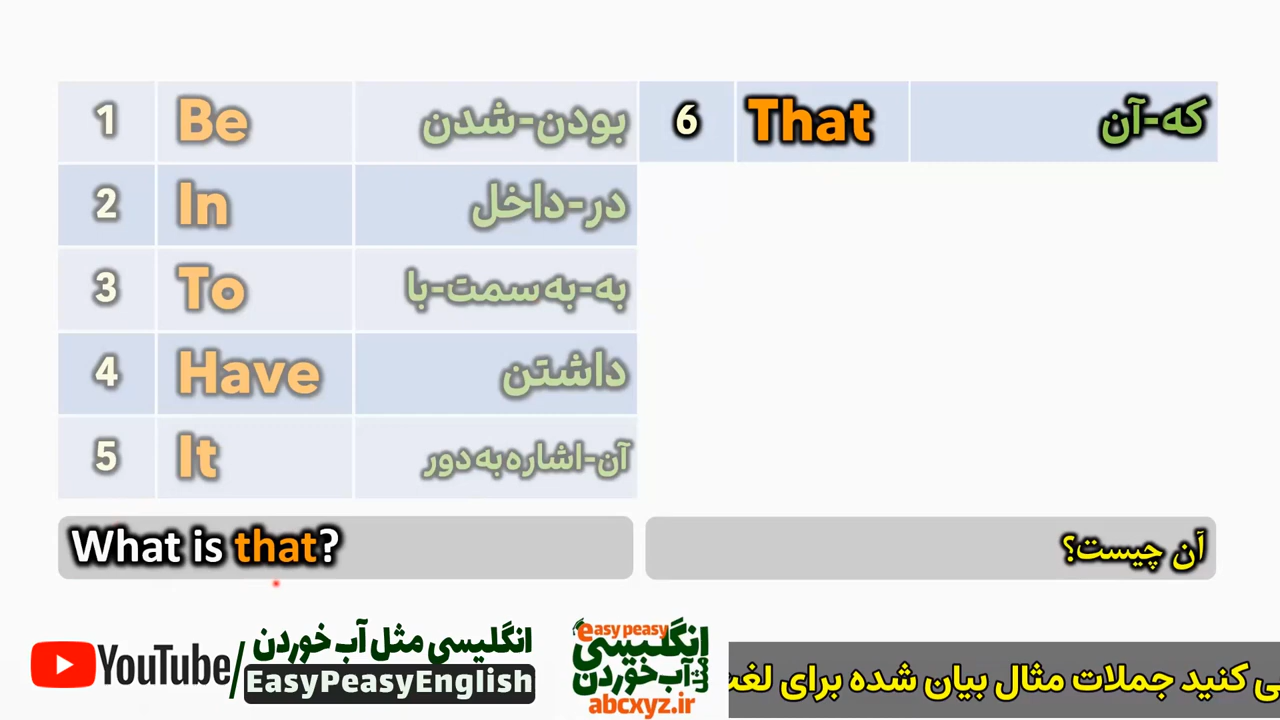 1 Be بودن-شدن 6 That که-آن
2 In در-داخل
3 To به-به سمت-با
4 Have داشتن
5 It آن-اشاره به دور
What is that? آن چیست؟
YouTube/ انگلیسی مثل آب خوردن
EasyPeasyEnglish
easy peasy
انگلیسی
مثل آب خوردن
abcxyz.ir
ی کنید جملات مثال بیان شده برای لغ